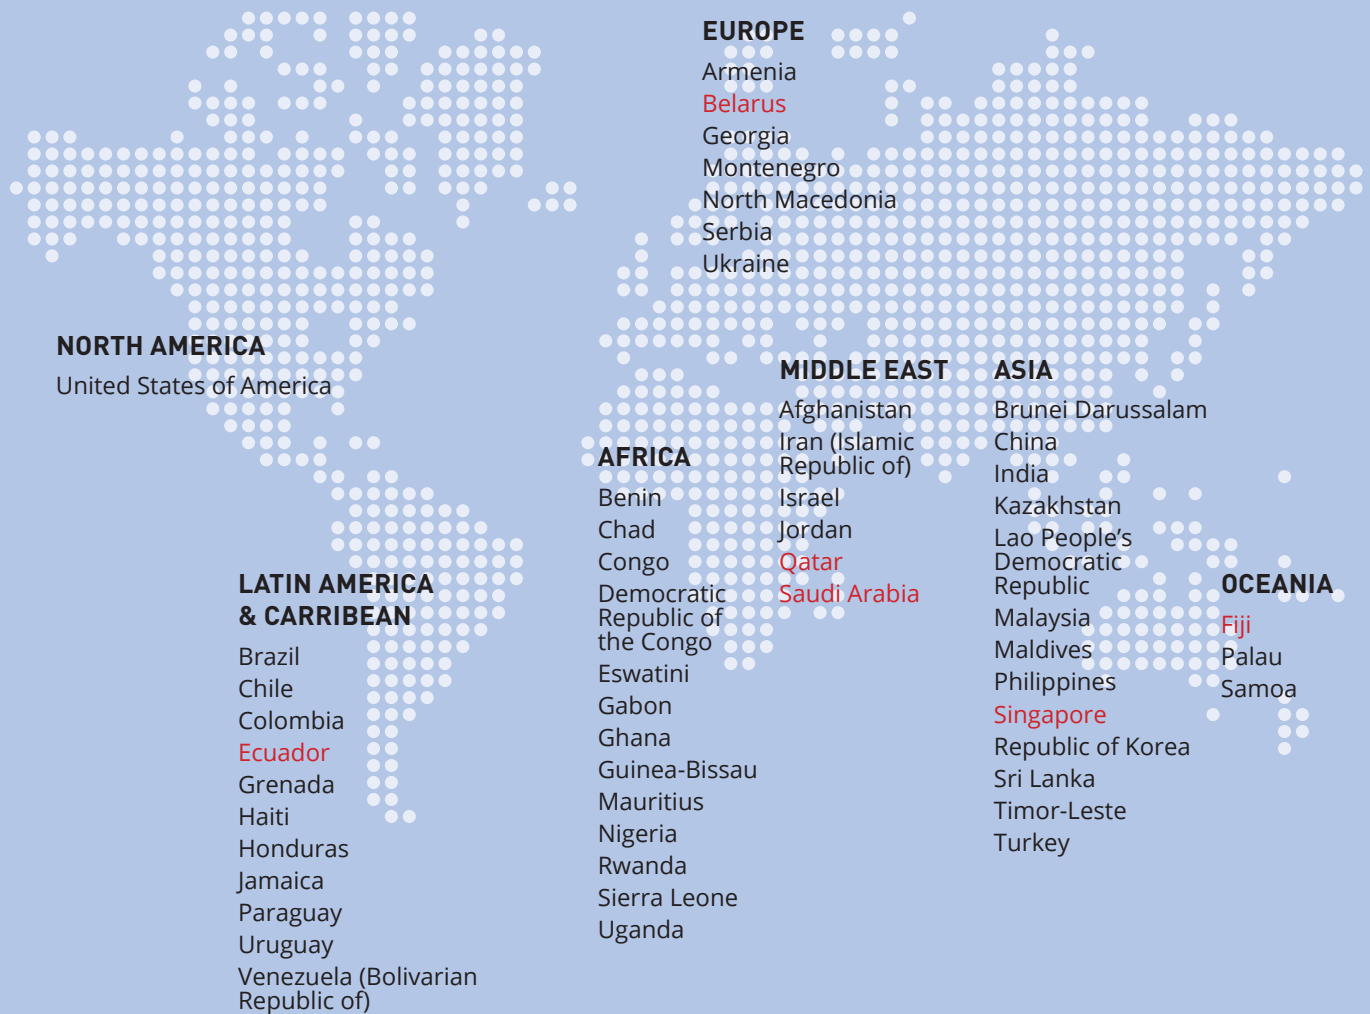 EUROPE
Armenia
Belarus
Georgia
Montenegro
North Macedonia
Serbia
Ukraine
NORTH AMERICA
United States of America
MIDDLE EAST
Afghanistan
Iran (Islamic
Republic of)
Israel
Jordan
Qatar
Saudi Arabia
ASIA
Brunei Darussalam
China
India
Kazakhstan
Lao People’s
Democratic
Republic
Malaysia
Maldives
Philippines
Singapore
Republic of Korea
Sri Lanka
Timor-Leste
Turkey
AFRICA
Benin
Chad
Congo
Democratic
Republic of
the Congo
Eswatini
Gabon
Ghana
Guinea-Bissau
Mauritius
Nigeria
Rwanda
Sierra Leone
Uganda
LATIN AMERICA
& CARRIBEAN
Brazil
Chile
Colombia
Ecuador
Grenada
Haiti
Honduras
Jamaica
Paraguay
Uruguay
Venezuela (Bolivarian
Republic of)
OCEANIA
Fiji
Palau
Samoa